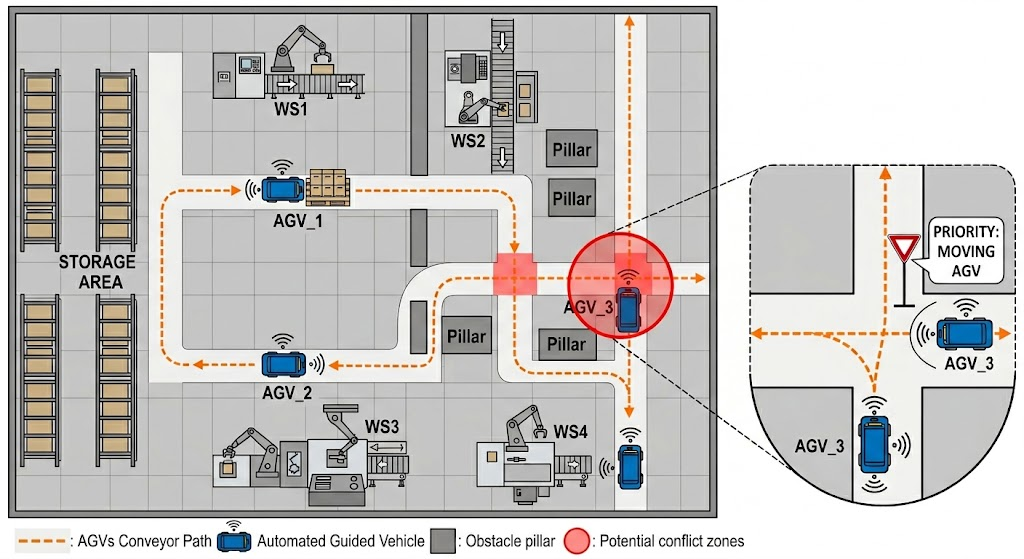 WS1
WS2
Pillar
Pillar
AGV_1
STORAGE
AREA
AGV_3
Pillar
Pillar
AGV_2
WS3
WS4
PRIORITY:
MOVING
AGV
AGV_3
AGV_3
: AGVs Conveyor Path
: Automated Guided Vehicle
: Obstacle pillar
: Potential conflict zones